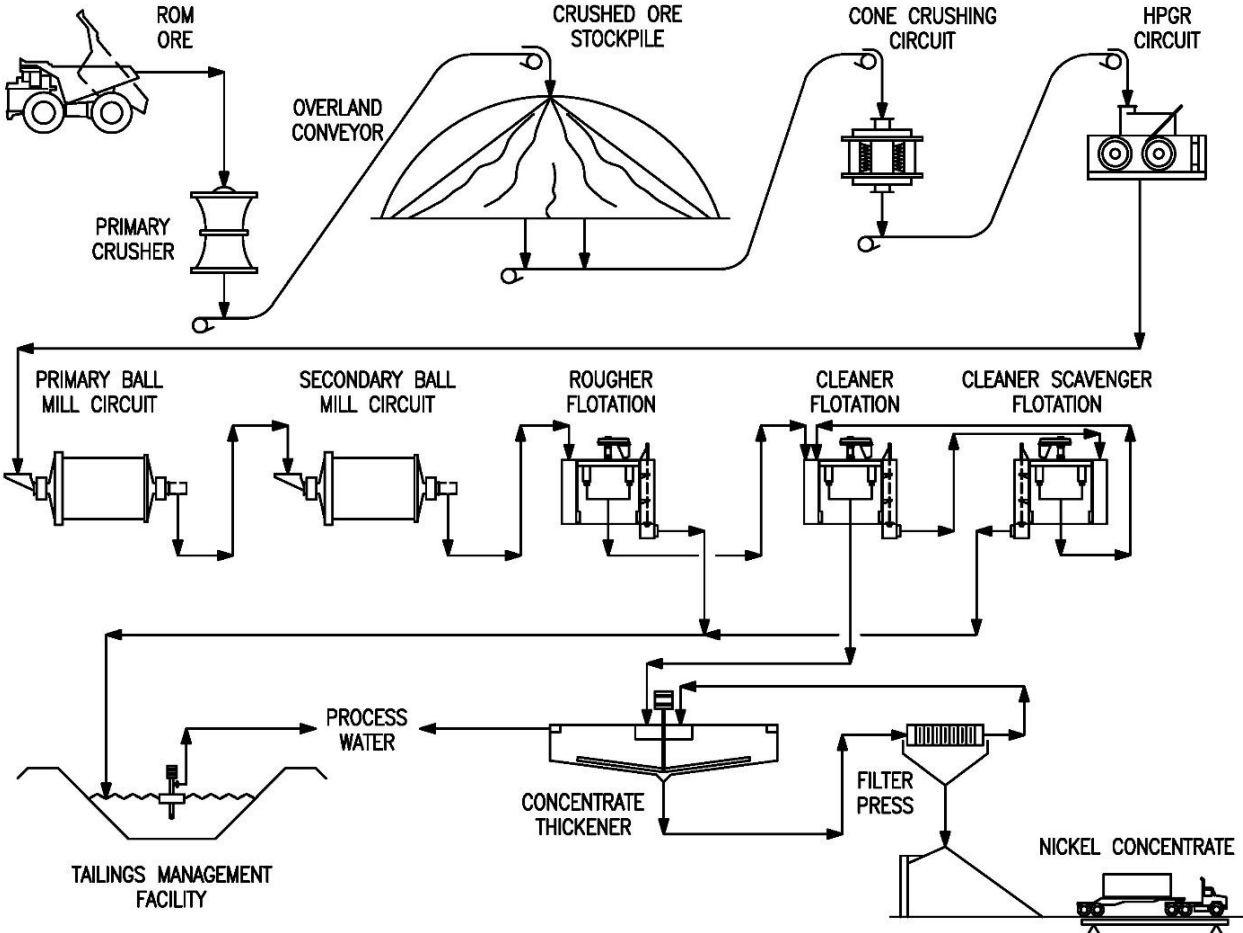 ROM
ORE
CRUSHED ORE
STOCKPILE
CONE CRUSHING
CIRCUIT
HPGR
CIRCUIT
OVERLAND
CONVEYOR
PRIMARY
CRUSHER
PRIMARY BALL
MILL CIRCUIT
SECONDARY BALL
MILL CIRCUIT
ROUGHER
FLOTATION
CLEANER
FLOTATION
CLEANER SCAVENGER
FLOTATION
PROCESS
WATER
CONCENTRATE
THICKENER
FILTER
PRESS
TAILINGS MANAGEMENT
FACILITY
NICKEL CONCENTRATE